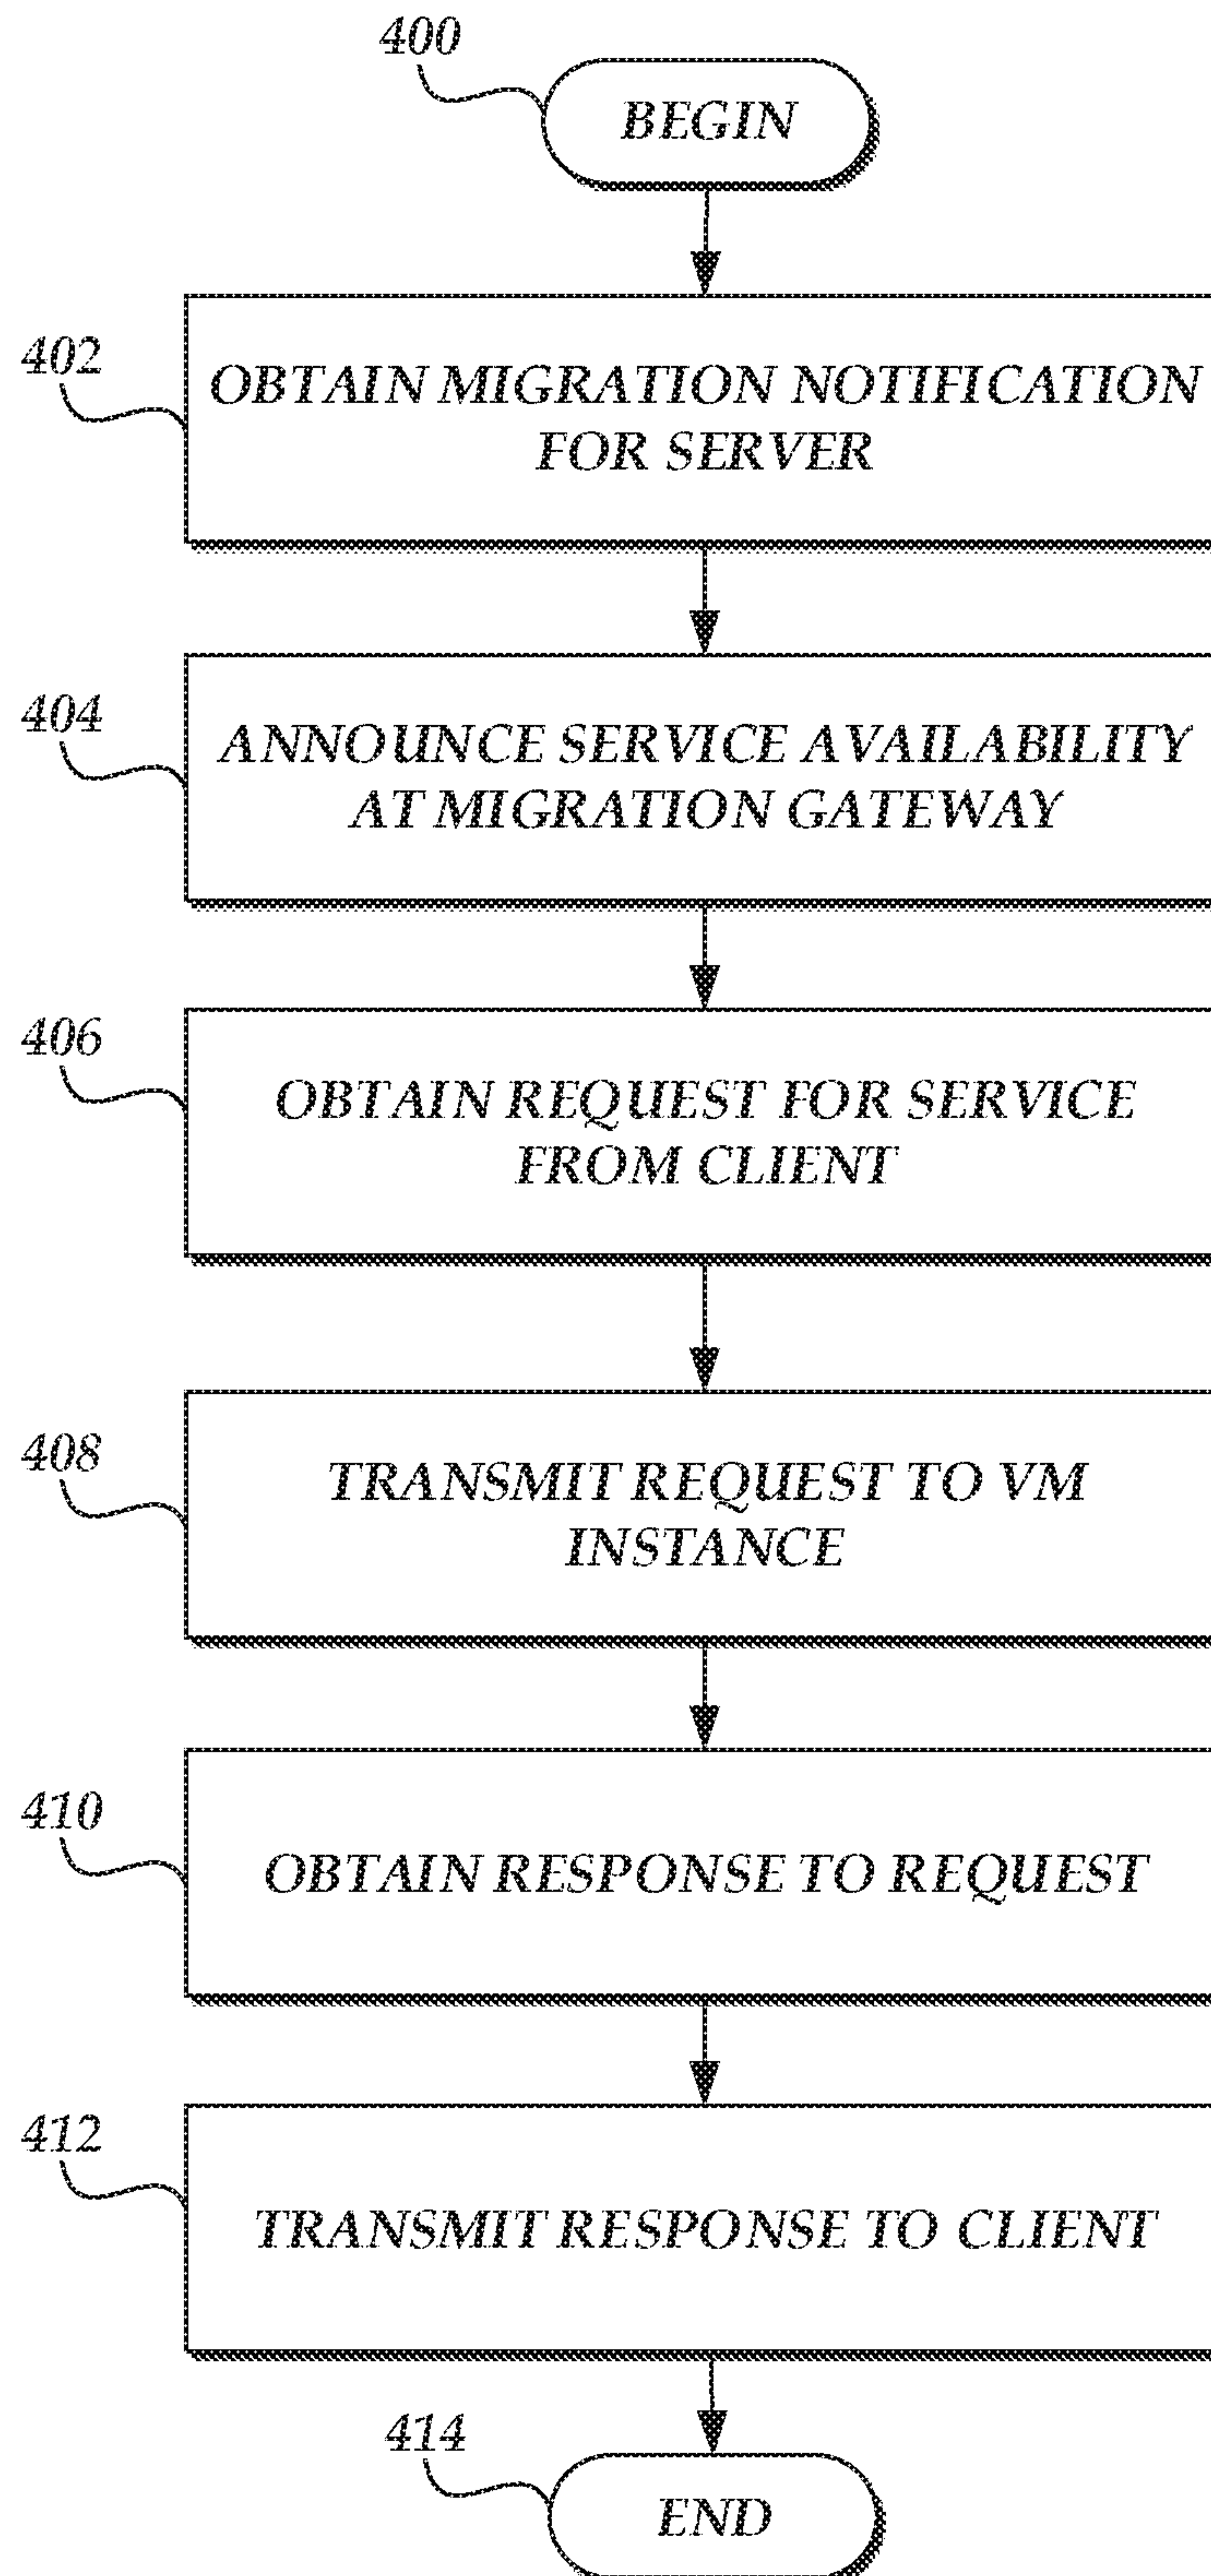 400
BEGIN
402
OBTAIN MIGRATION NOTIFICATION
FOR SERVER
404
ANNOUNCE SERVICE AVAILABILITY
AT MIGRATION GATEWAY
406
OBTAIN REQUEST FOR SERVICE
FROM CLIENT
408
TRANSMIT REQUEST TO VM
INSTANCE
410
OBTAIN RESPONSE TO REQUEST
412
TRANSMIT RESPONSE TO CLIENT
414
END